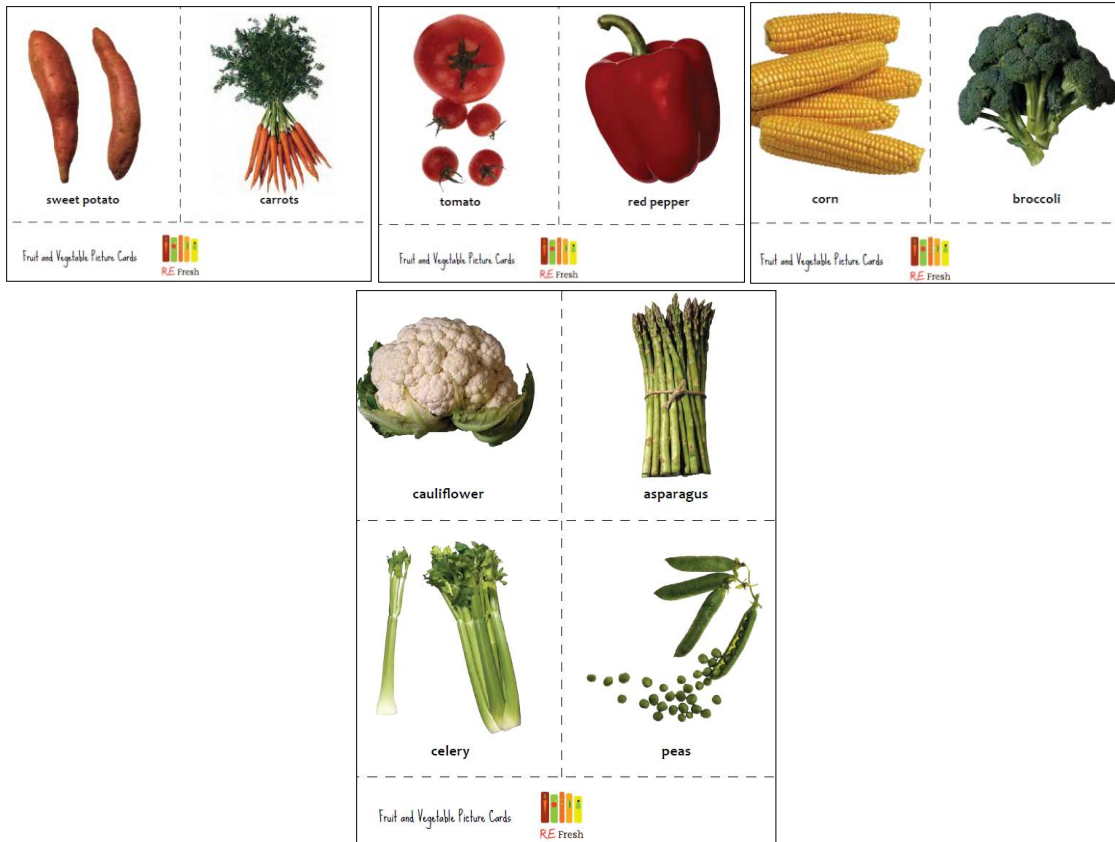 sweet potato
carrots
Fruit and Vegetable Picture Cards
RE Fresh
tomato
red pepper
Fruit and Vegetable Picture Cards
RE Fresh
corn
broccoli
Fruit and Vegetable Picture Cards
RE Fresh
cauliflower
asparagus
celery
peas
Fruit and Vegetable Picture Cards
RE Fresh